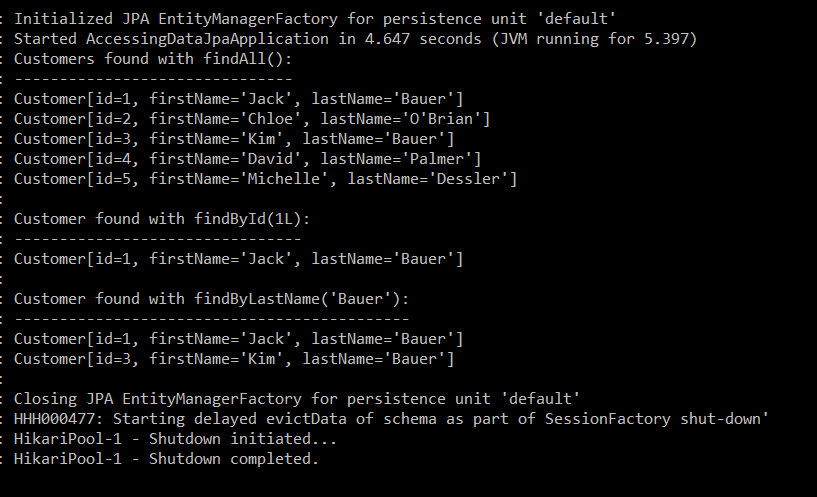 : Initialized JPA EntityManagerFactory for persistence unit 'default'
: Started AccessingDataJpaApplication in 4.647 seconds (JVM running for 5.397)
: Customers found with findAll():
: -------------------------------
: Customer[id=1, firstName='Jack', lastName='Bauer']
: Customer[id=2, firstName='Chloe', lastName='O'Brian']
: Customer[id=3, firstName='Kim', lastName='Bauer']
: Customer[id=4, firstName='David', lastName='Palmer']
: Customer[id=5, firstName='Michelle', lastName='Dessler']
:
: Customer found with findById(1L):
: --------------------------------
: Customer[id=1, firstName='Jack', lastName='Bauer']
:
: Customer found with findByLastName('Bauer'):
: --------------------------------------------
: Customer[id=1, firstName='Jack', lastName='Bauer']
: Customer[id=3, firstName='Kim', lastName='Bauer']
:
: Closing JPA EntityManagerFactory for persistence unit 'default'
: HHH000477: Starting delayed evictData of schema as part of SessionFactory shut-down'
: HikariPool-1 - Shutdown initiated...
: HikariPool-1 - Shutdown completed.